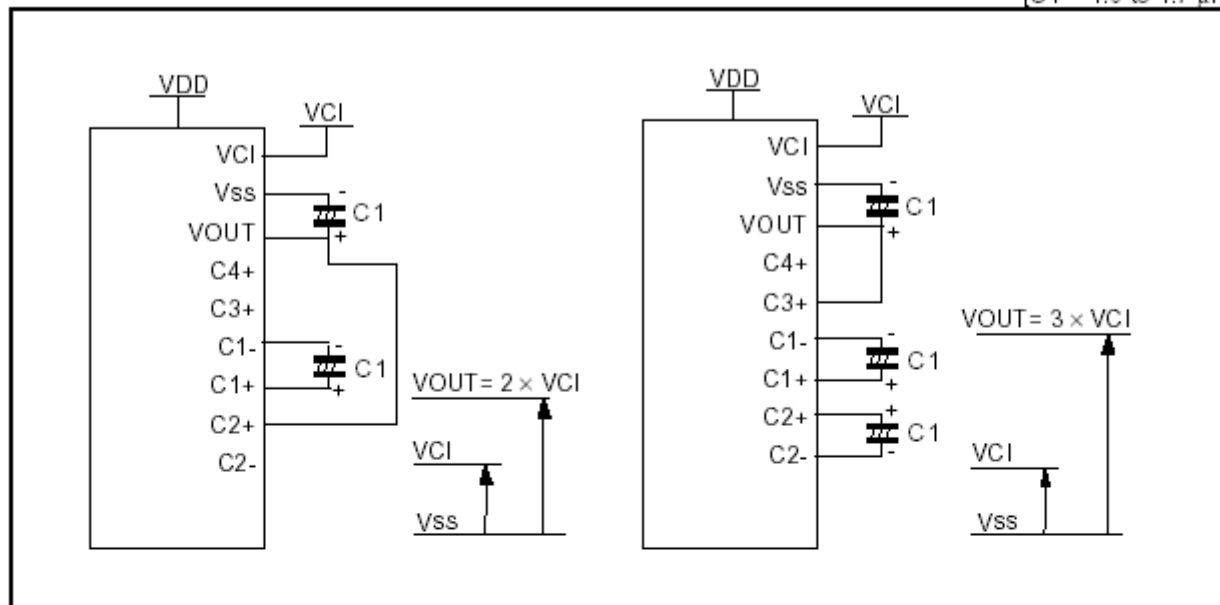 VDD
VCI
VCI
Vss
-
C1
VOUT
+
C4+
C3+
C1-
-
C1
C1+
+
C2+
C2-
VOUT= 2 × VCI
VCI
Vss
VDD
VCI
VCI
Vss
-
C1
VOUT
+
C4+
C3+
C1-
-
C1
C1+
+
C2+
+
C1
C2-
-
VOUT= 3 × VCI
VCI
Vss